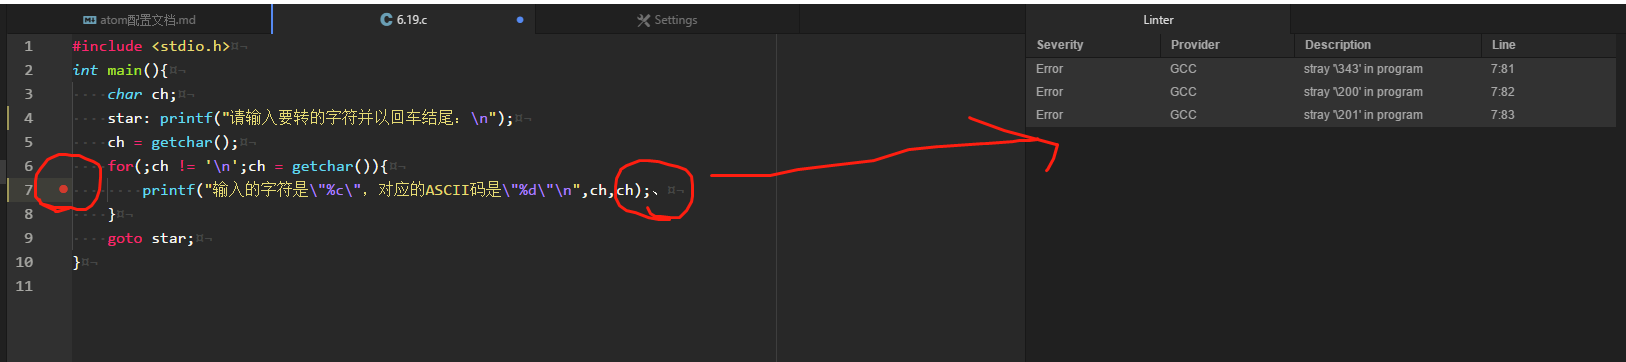 atom配置文档.md 6.19.c Settings Linter
Severity Provider Description Line
Error GCC stray '\343' in program 7:81
Error GCC stray '\200' in program 7:82
Error GCC stray '\201' in program 7:83
1 #include <stdio.h>¤¬
2 int main(){¤¬
3 ····char ch;¤¬
4 ····star: printf("请输入要转的字符并以回车结尾：\n");¤¬
5 ····ch = getchar();¤¬
6 ····for(;ch != '\n';ch = getchar()){¤¬
7 ········printf("输入的字符是\"%c\"，对应的ASCII码是\"%d\"\n",ch,ch);、¤¬
8 ····}¤¬
9 ····goto star;¤¬
10 }¤¬
11